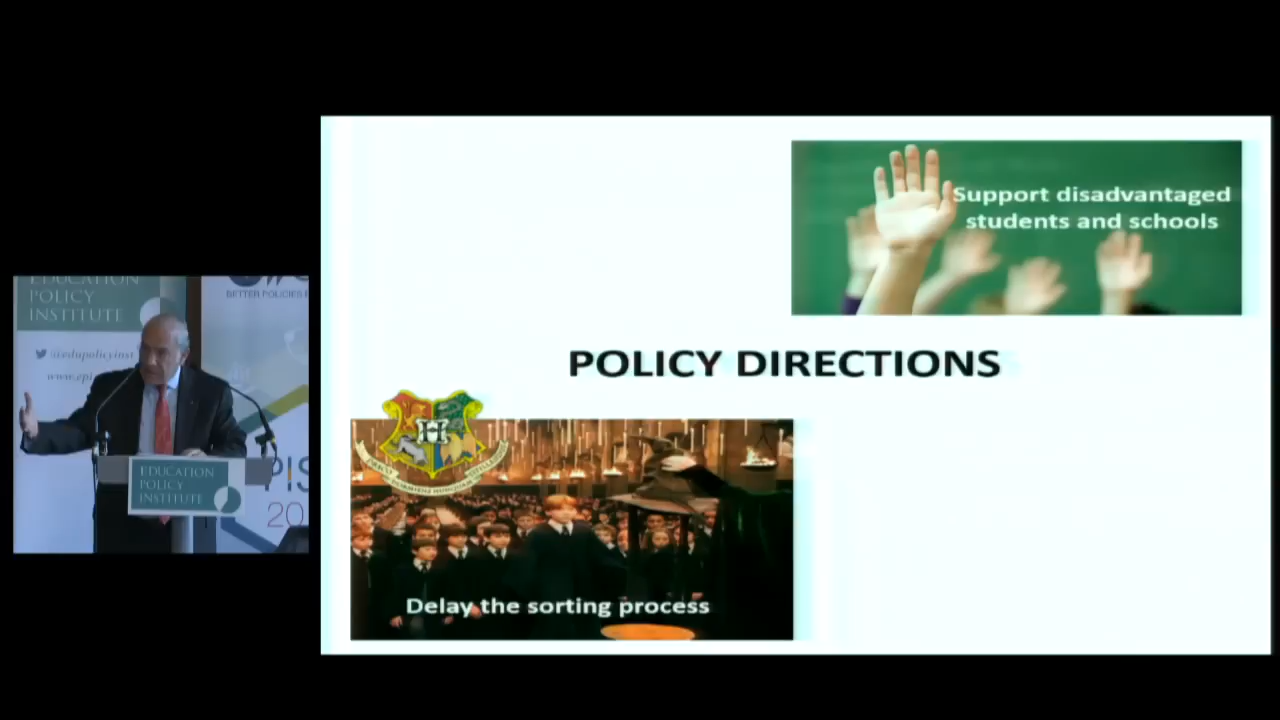 EDUCATION
POLICY
INSTITUTE
@edupolicyinst
BETTER POLICIES
EDUCATION
POLICY
INSTITUTE
Support disadvantaged
students and schools
POLICY DIRECTIONS
H
Delay the sorting process